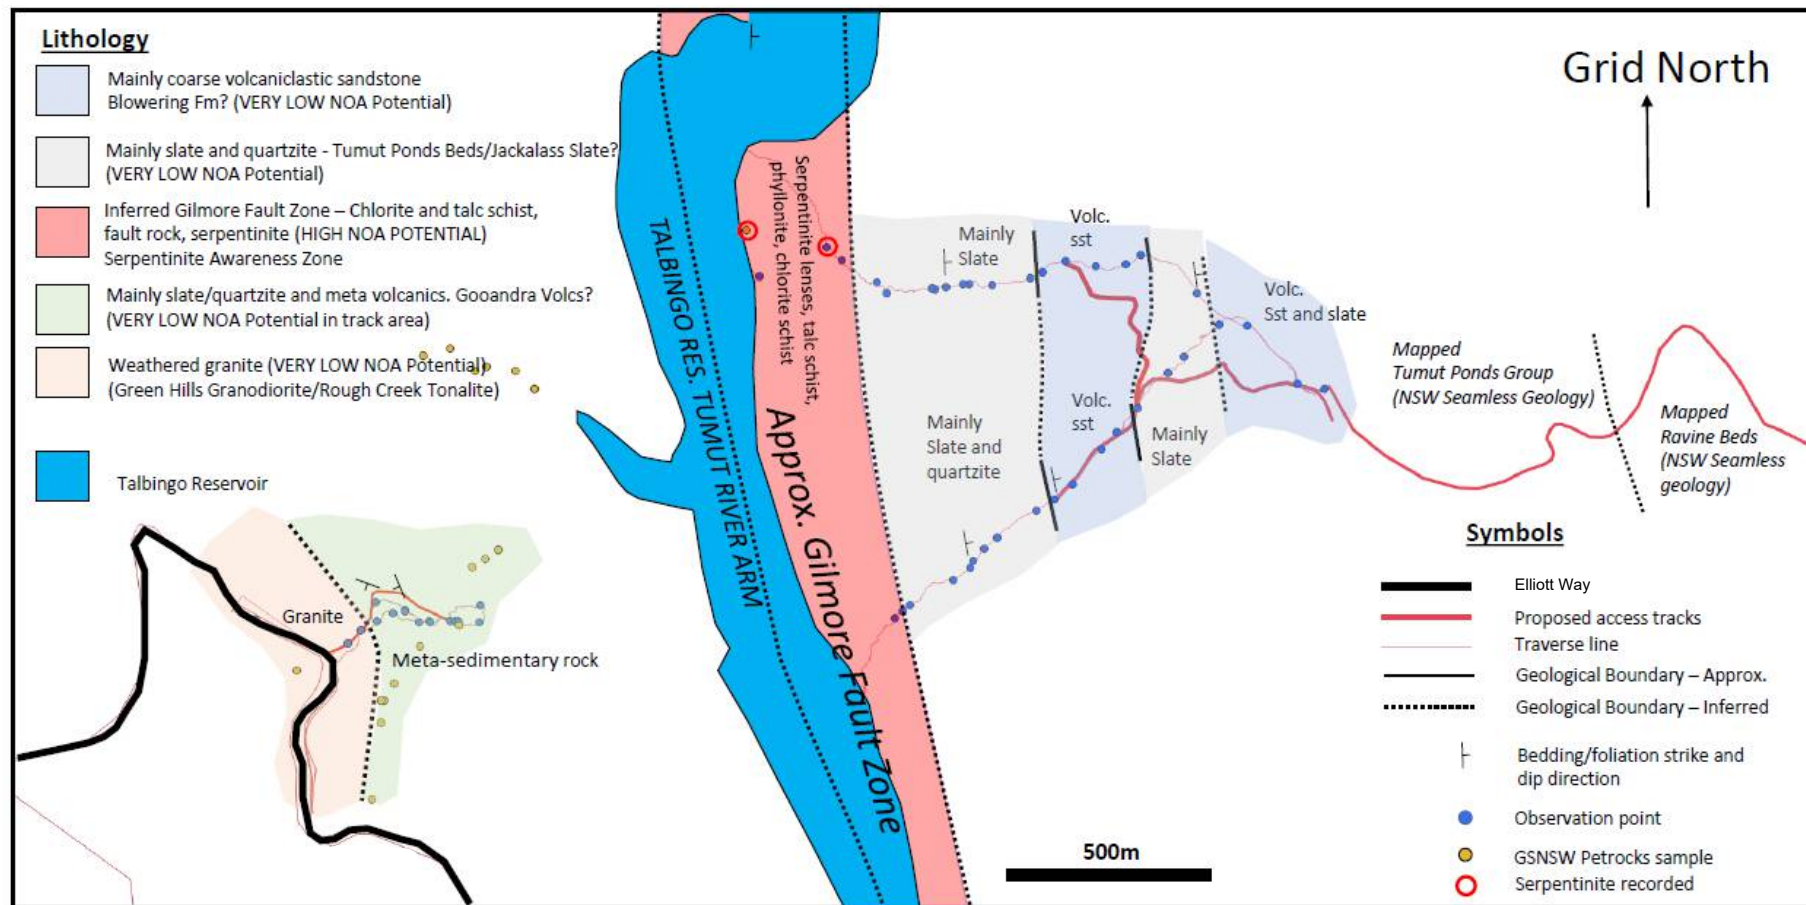 Lithology
Mainly coarse volcaniclastic sandstone
Blowering Fm? (VERY LOW NOA Potential)
Mainly slate and quartzite - Tumut Ponds Beds/Jackalass Slate?
(VERY LOW NOA Potential)
Inferred Gilmore Fault Zone – Chlorite and talc schist,
fault rock, serpentinite (HIGH NOA POTENTIAL)
Serpentinite Awareness Zone
Mainly slate/quartzite and meta volcanics. Gooandra Volcs?
(VERY LOW NOA Potential in track area)
Weathered granite (VERY LOW NOA Potential)
(Green Hills Granodiorite/Rough Creek Tonalite)
Talbingo Reservoir
Granite
Meta-sedimentary rock
TALBINGO RES. TUMUT RIVER ARM
Serpentinite lenses, talc schist,
phyllonite, chlorite schist
Approx. Gilmore Fault Zone
Mainly
Slate
Volc.
sst
Volc.
Sst and slate
Mainly
Slate and
quartzite
Volc.
sst
Mainly
Slate
Mapped
Tumut Ponds Group
(NSW Seamless Geology)
Mapped
Ravine Beds
(NSW Seamless
geology)
Grid North
500m
Symbols
Elliott Way
Proposed access tracks
Traverse line
Geological Boundary – Approx.
Geological Boundary – Inferred
Bedding/foliation strike and
dip direction
Observation point
GSNSW Petrocks sample
Serpentinite recorded